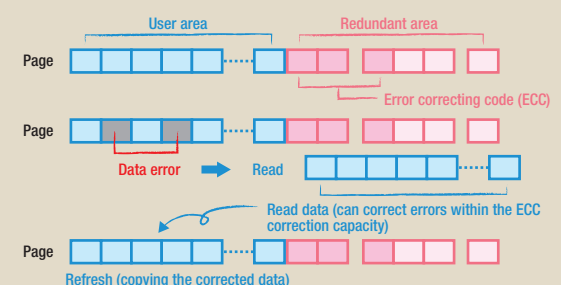 User area
Redundant area
Page
Error correcting code (ECC)
Page
Data error
Read
Read data (can correct errors within the ECC
correction capacity)
Page
Refresh (copying the corrected data)